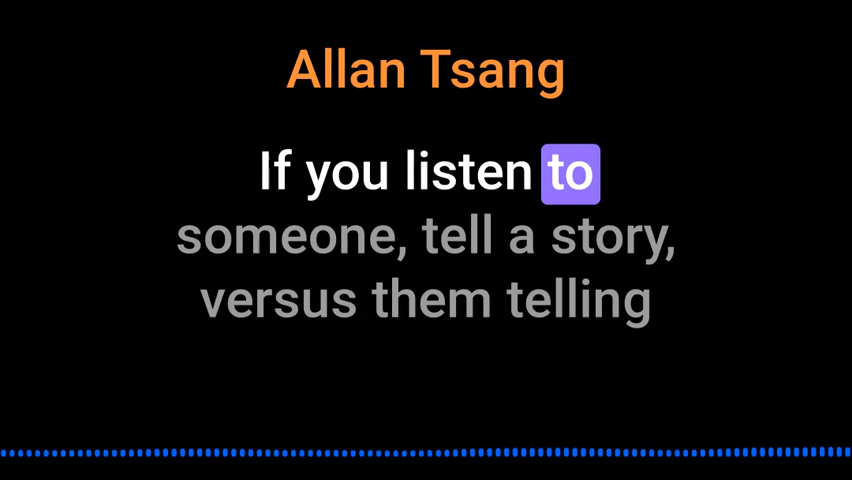 Allan Tsang
If you listen to
someone, tell a story,
versus them telling